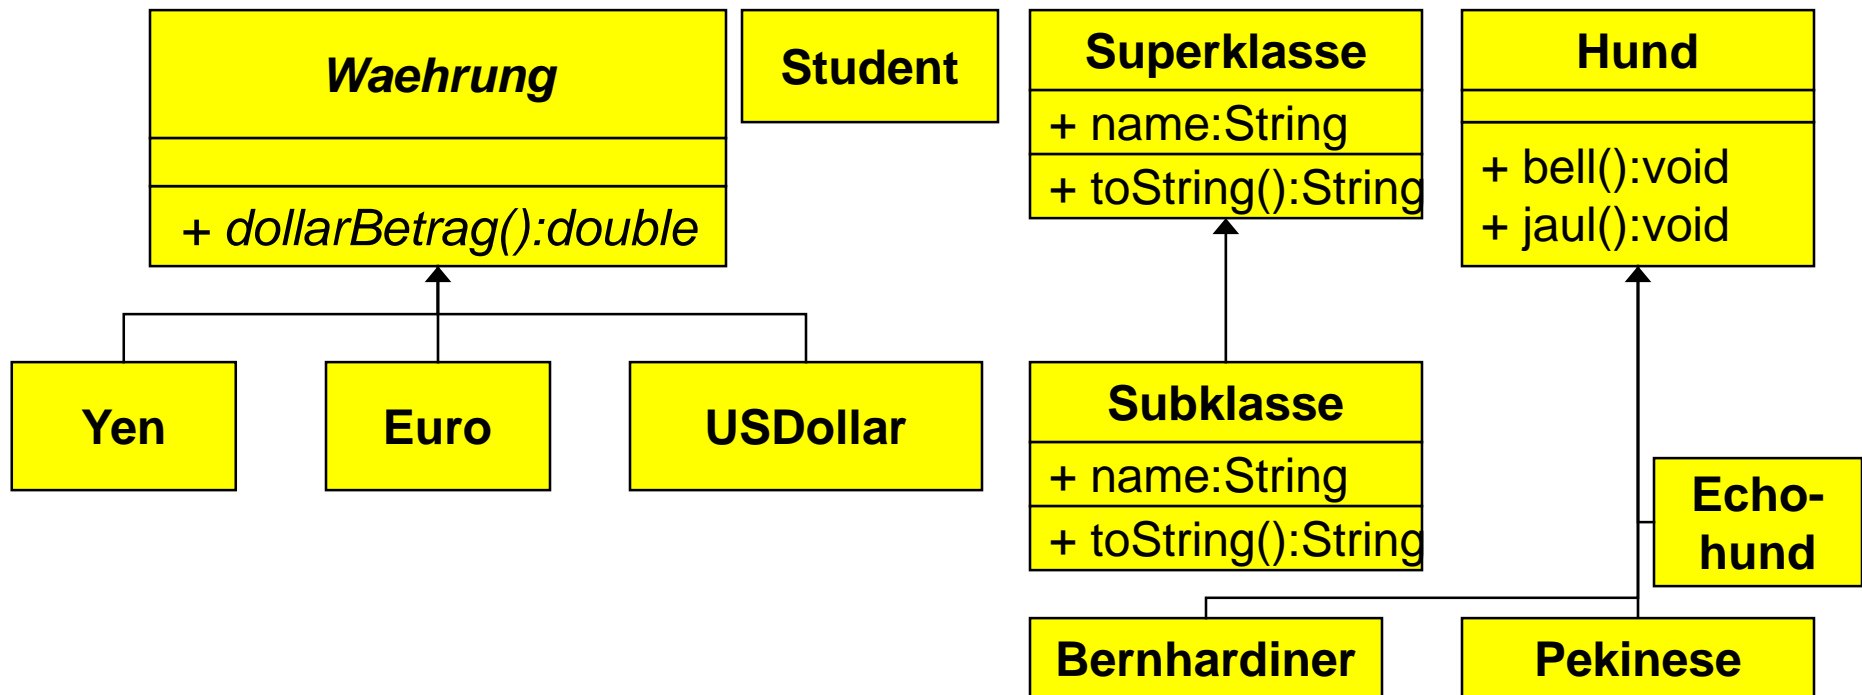 Waehrung
+ dollarBetrag():double
Student
Superklasse
+ name:String
+ toString():String
Hund
+ bell():void
+ jaul():void
Yen
Euro
USDollar
Subklasse
+ name:String
+ toString():String
Echo-
hund
Bernhardiner
Pekinese